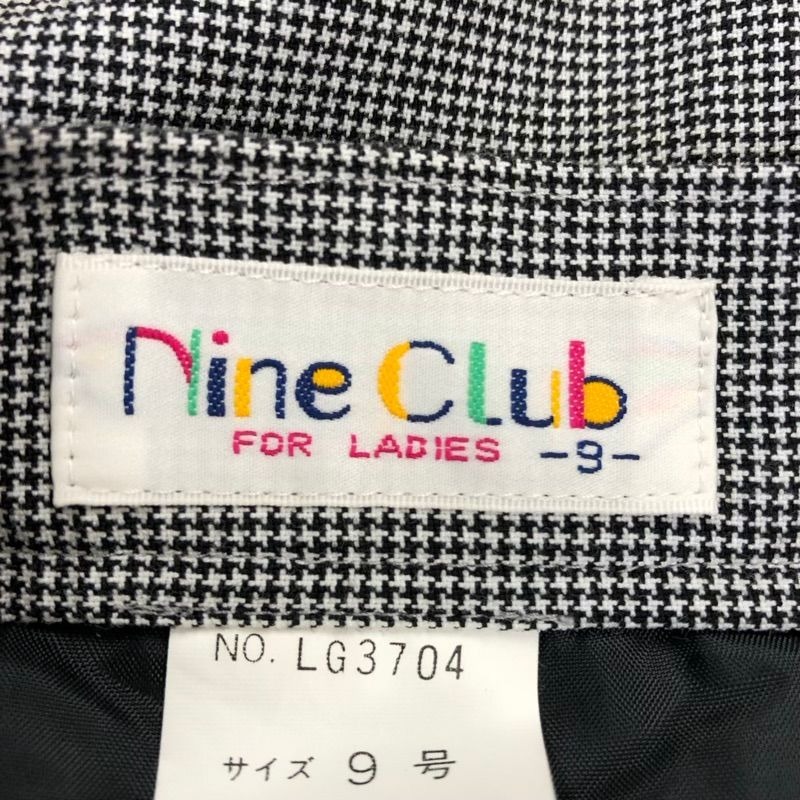 Nine Club
FOR LADIES -9-
NO. LG3704
サイズ 9 号